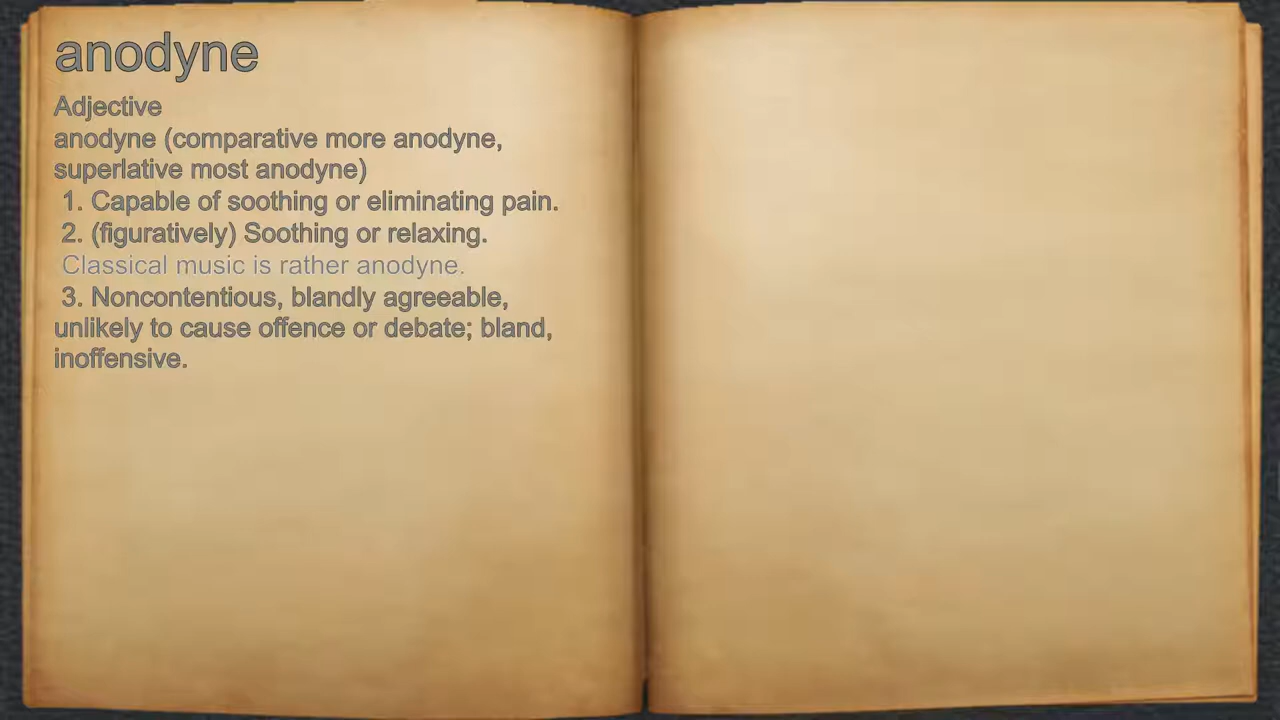 anodyne
Adjective
anodyne (comparative more anodyne,
superlative most anodyne)
1. Capable of soothing or eliminating pain.
2. (figuratively) Soothing or relaxing.
Classical music is rather anodyne.
3. Noncontentious, blandly agreeable,
unlikely to cause offence or debate; bland,
inoffensive.